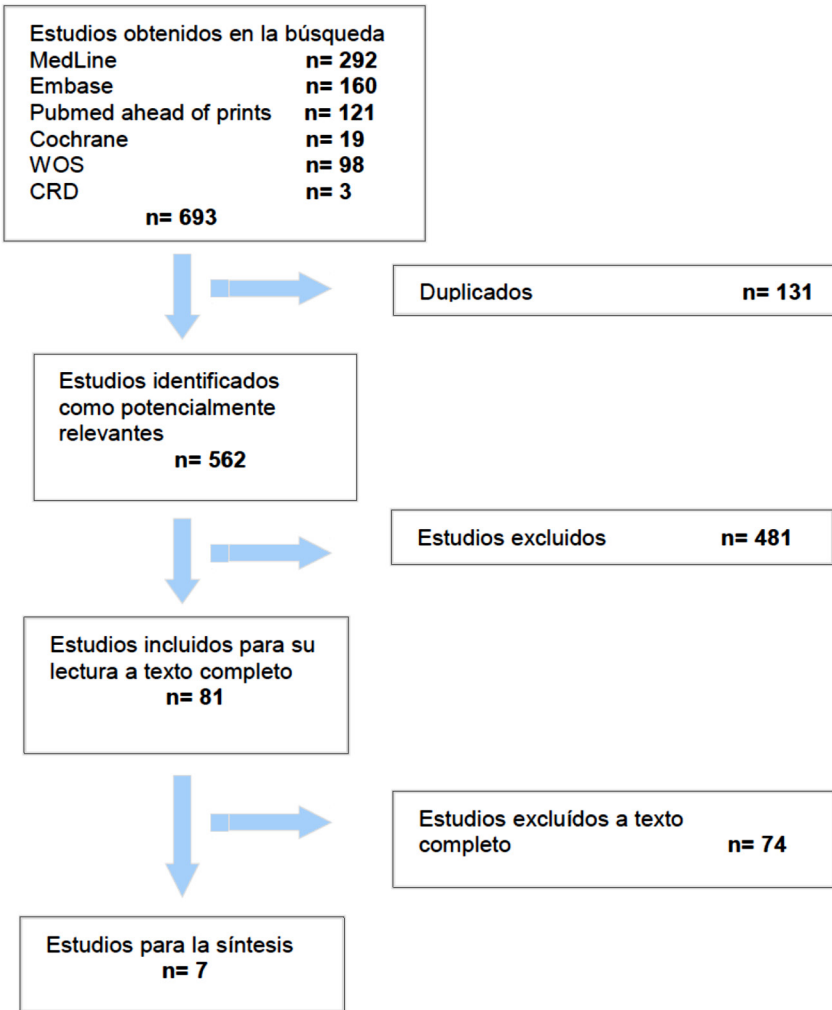 Estudios obtenidos en la búsqueda
MedLine n= 292
Embase n= 160
Pubmed ahead of prints n= 121
Cochrane n= 19
WOS n= 98
CRD n= 3
n= 693
Duplicados n= 131
Estudios identificados
como potencialmente
relevantes
n= 562
Estudios excluidos n= 481
Estudios incluidos para su
lectura a texto completo
n= 81
Estudios excluídos a texto
completo n= 74
Estudios para la síntesis
n= 7